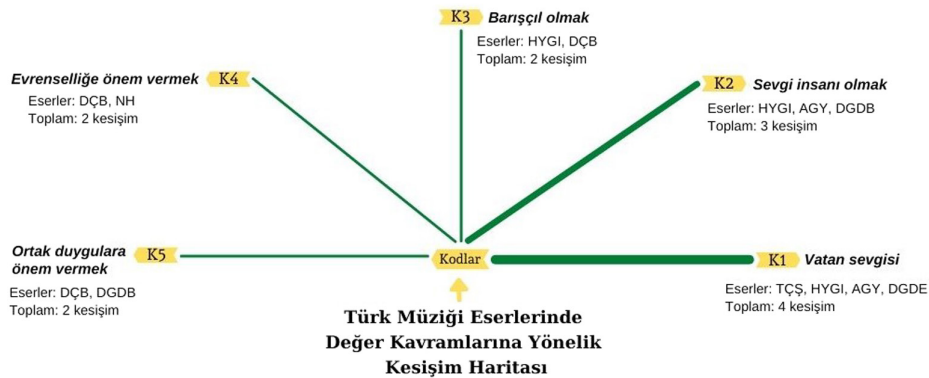 K3 Barışçıl olmak
Eserler: HYGI, DÇB
Toplam: 2 kesişim
Evrenselliğe önem vermek K4
Eserler: DÇB, NH
Toplam: 2 kesişim
K2 Sevgi insanı olmak
Eserler: HYGI, AGY, DGDB
Toplam: 3 kesişim
Ortak duygulara
önem vermek
K5
Eserler: DÇB, DGDB
Toplam: 2 kesişim
Kodlar
K1 Vatan sevgisi
Eserler: TÇŞ, HYGI, AGY, DGDE
Toplam: 4 kesişim
Türk Müziği Eserlerinde
Değer Kavramlarına Yönelik
Kesişim Haritası